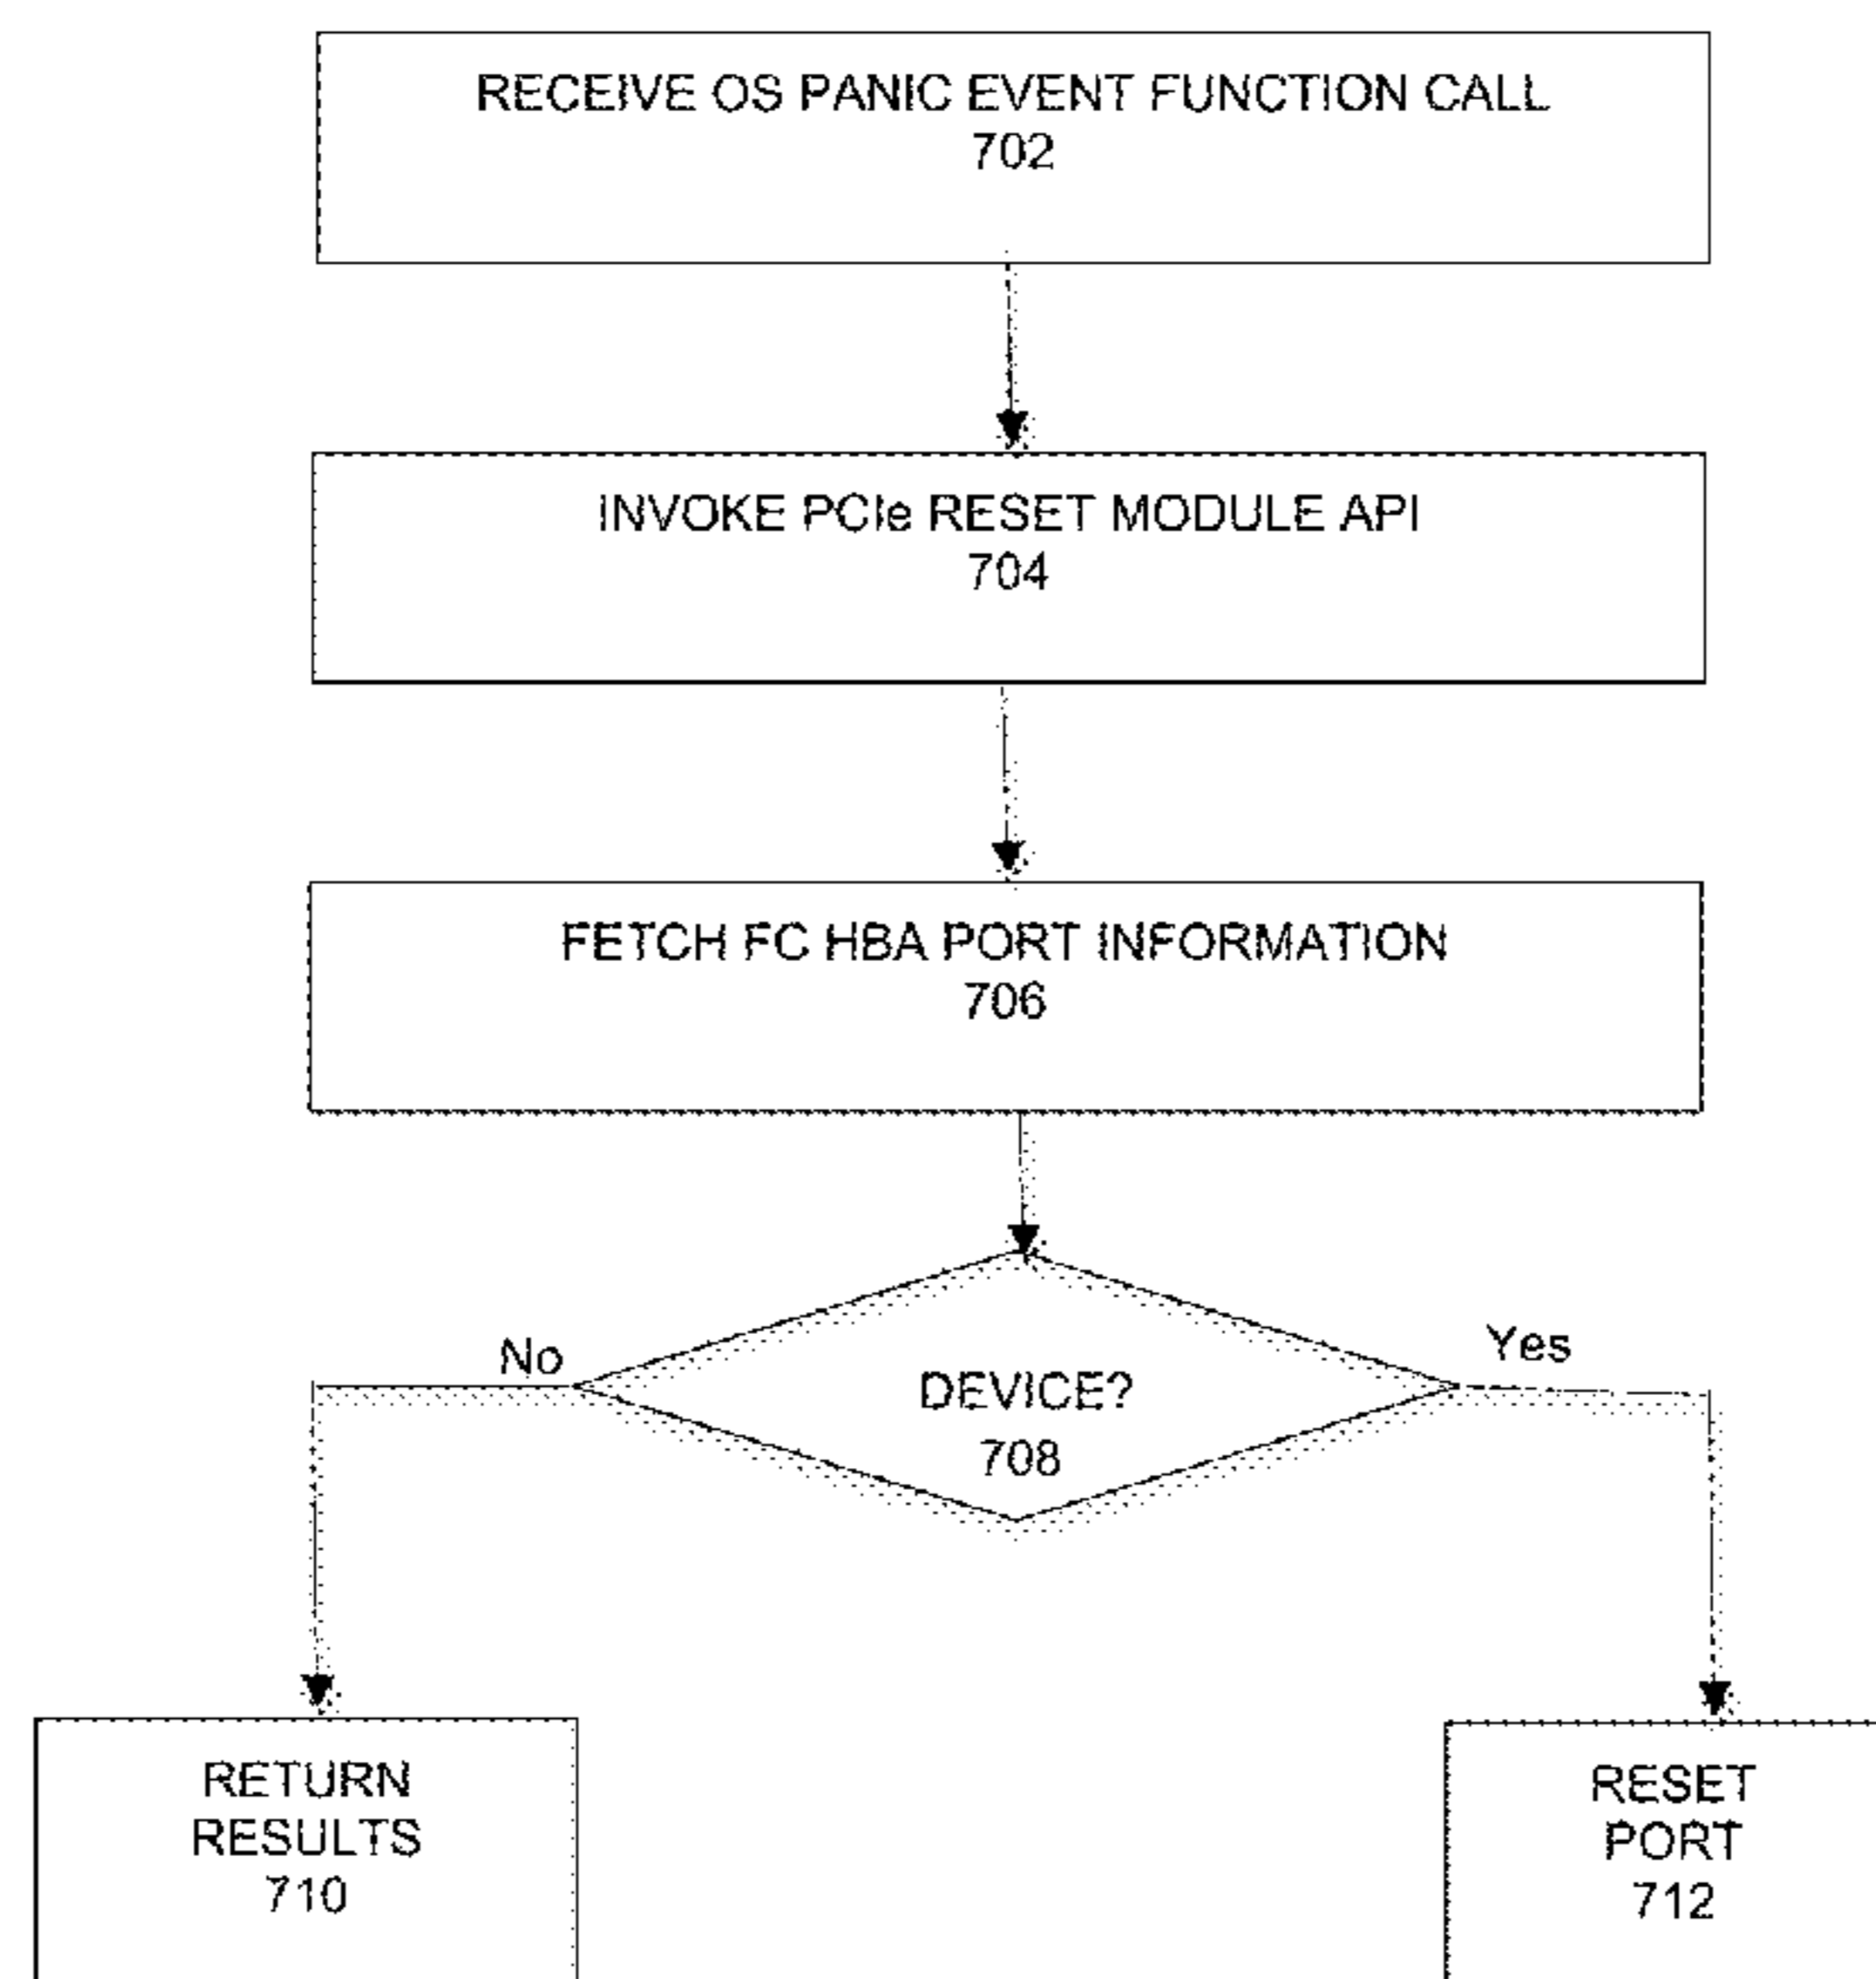 RECEIVE OS PANIC EVENT FUNCTION CALL
702
INVOKE PCIe RESET MODULE API
704
FETCH FC HBA PORT INFORMATION
706
No
Yes
DEVICE?
708
RETURN
RESULTS
710
RESET
PORT
712